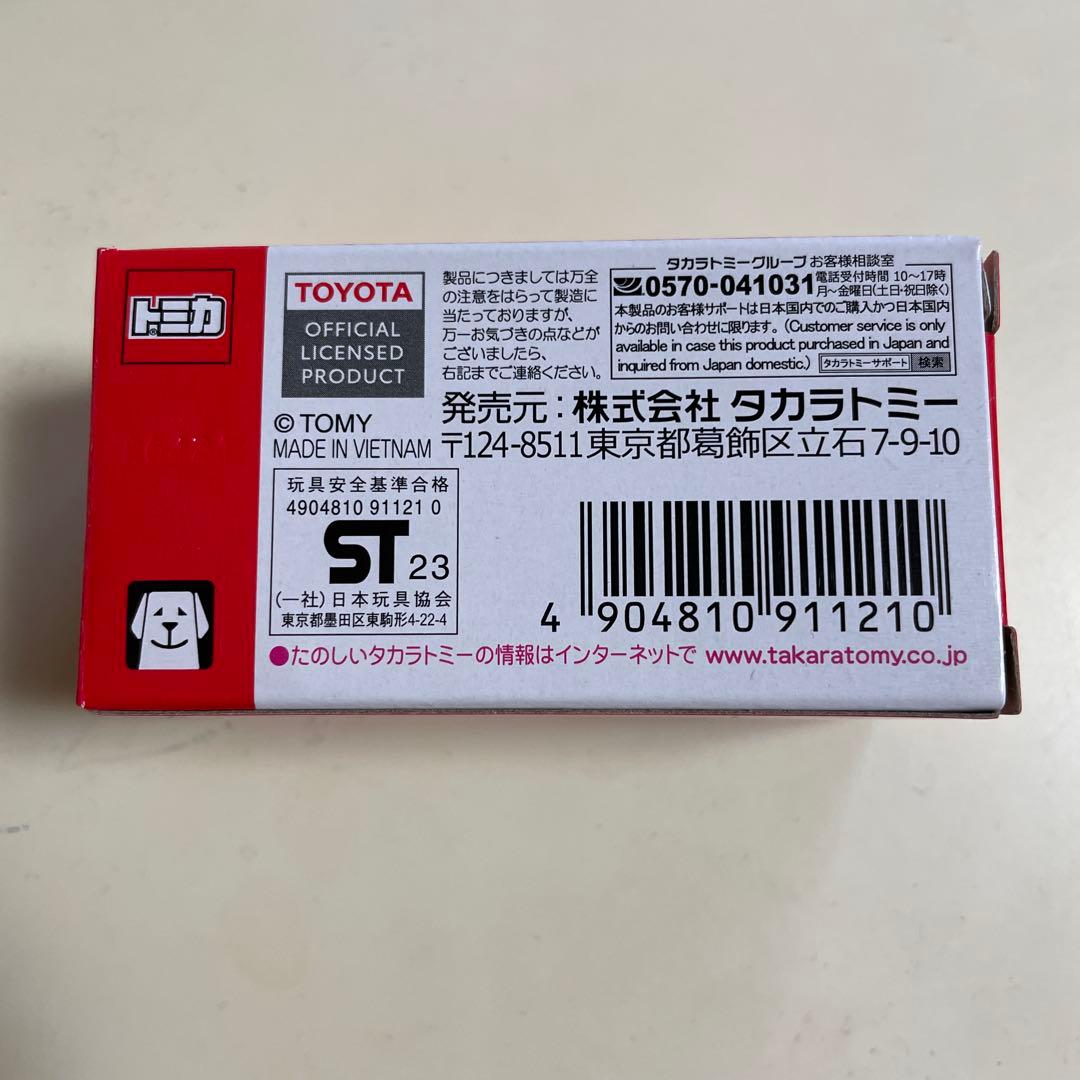 トミカ
TOYOTA
OFFICIAL
LICENSED
PRODUCT
© TOMY
MADE IN VIETNAM
製品につきましては万全
の注意をはらって製造に
当たっておりますが、
万一お気づきの点などが
ございましたら、
右記までご連絡ください。
タカラトミーグループ お客様相談室
0570-041031 電話受付時間 10〜17時
月〜金曜日(土日・祝日除く)
本製品のお客様サポートは日本国内でのご購入かつ日本国内
からのお問い合わせに限ります。(Customer service is only
available in case this product purchased in Japan and
inquired from Japan domestic.) タカラトミーサポート 検索
発売元:株式会社 タカラトミー
〒124-8511東京都葛飾区立石7-9-10
玩具安全基準合格
4904810 91121 0
ST 23
(一社)日本玩具協会
東京都墨田区東駒形4-22-4
4 904810 911210
●たのしいタカラトミーの情報はインターネットで www.takaratomy.co.jp